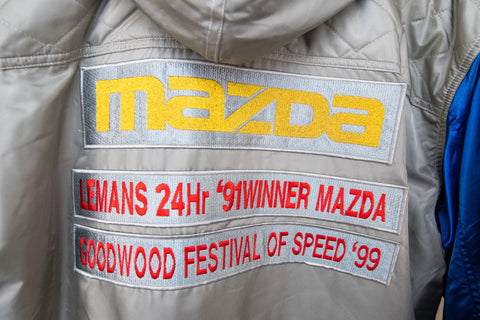 mazda
LEMANS 24Hr '91WINNER MAZDA
GOODWOOD FESTIVAL OF SPEED '99